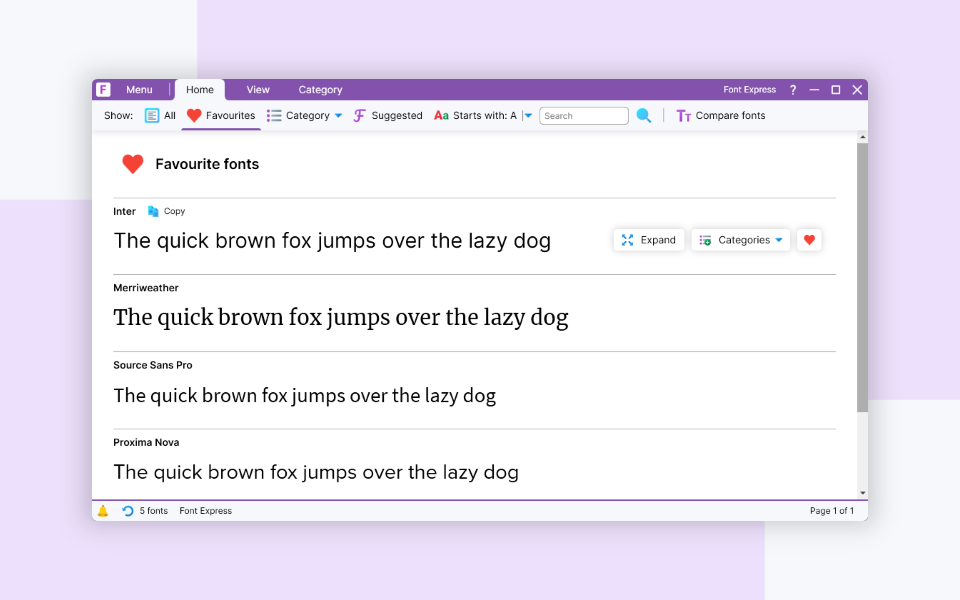 F Menu Home View Category Font Express ?
Show: All Favourites Category Suggested Aa Starts with: A Search Compare fonts
Favourite fonts
Inter Copy
The quick brown fox jumps over the lazy dog Expand Categories
Merriweather
The quick brown fox jumps over the lazy dog
Source Sans Pro
The quick brown fox jumps over the lazy dog
Proxima Nova
The quick brown fox jumps over the lazy dog
5 fonts Font Express Page 1 of 1